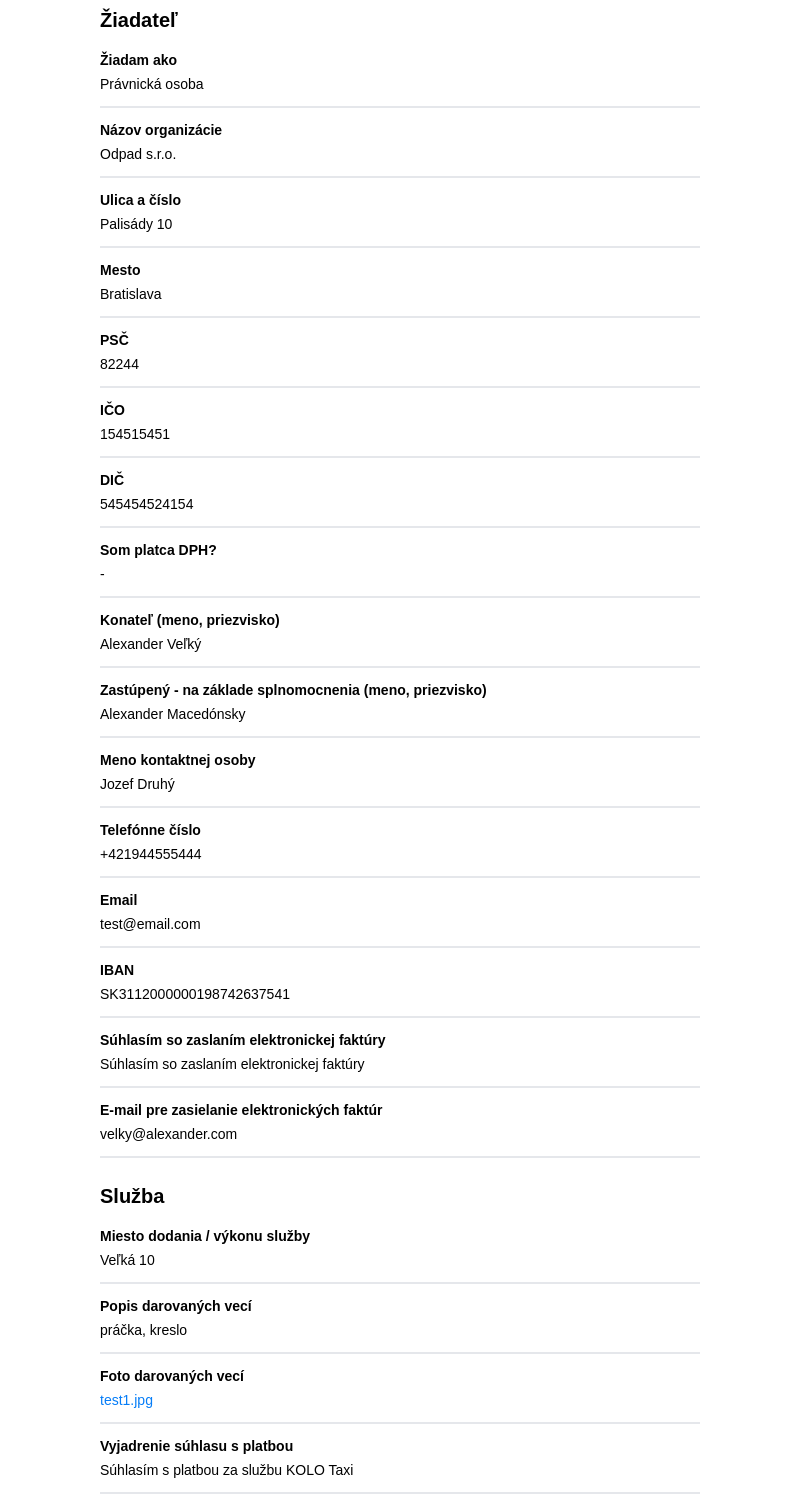 Žiadateľ
Žiadam ako
Právnická osoba
Názov organizácie
Odpad s.r.o.
Ulica a číslo
Palisády 10
Mesto
Bratislava
PSČ
82244
IČO
154515451
DIČ
545454524154
Som platca DPH?
-
Konateľ (meno, priezvisko)
Alexander Veľký
Zastúpený - na základe splnomocnenia (meno, priezvisko)
Alexander Macedónsky
Meno kontaktnej osoby
Jozef Druhý
Telefónne číslo
+421944555444
Email
test@email.com
IBAN
SK3112000000198742637541
Súhlasím so zaslaním elektronickej faktúry
Súhlasím so zaslaním elektronickej faktúry
E-mail pre zasielanie elektronických faktúr
velky@alexander.com
Služba
Miesto dodania / výkonu služby
Veľká 10
Popis darovaných vecí
práčka, kreslo
Foto darovaných vecí
test1.jpg
Vyjadrenie súhlasu s platbou
Súhlasím s platbou za službu KOLO Taxi